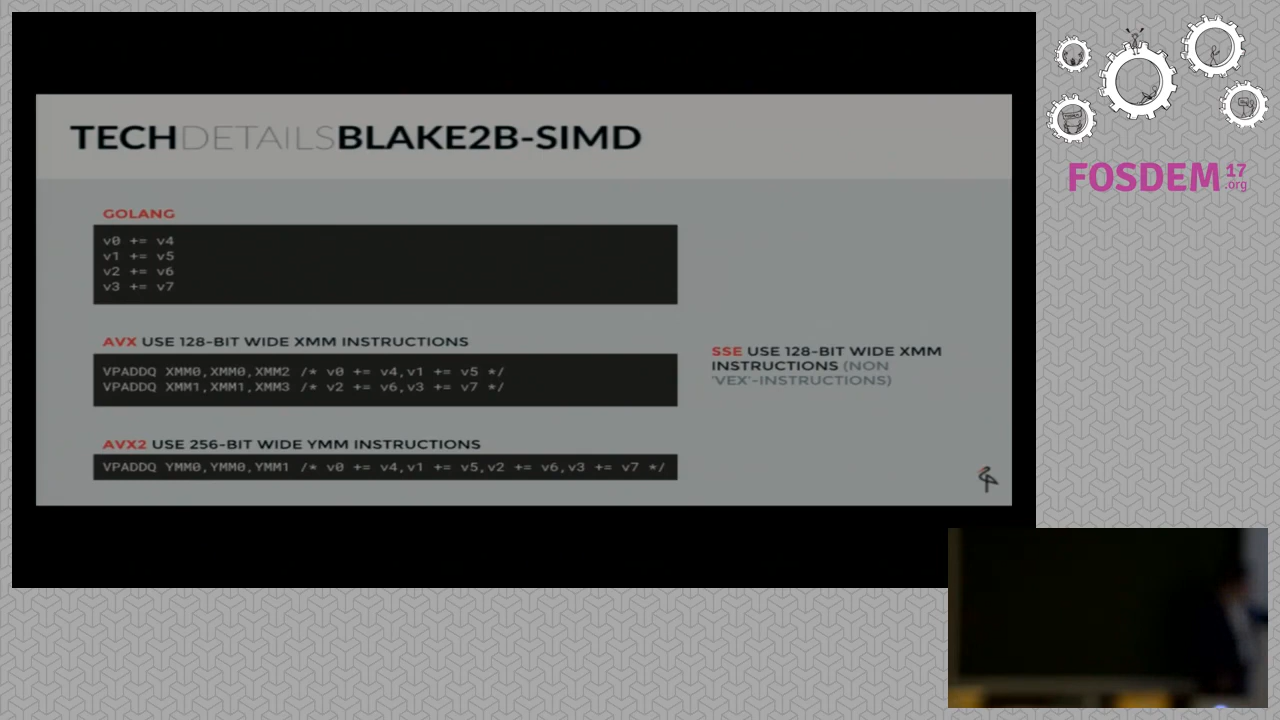 TECHDETAILSBLAKE2B-SIMD
GOLANG
v0 += v4
v1 += v5
v2 += v6
v3 += v7
AVX USE 128-BIT WIDE XMM INSTRUCTIONS
VPADDQ XMM0,XMM0,XMM2 /* v0 += v4,v1 += v5 */
VPADDQ XMM1,XMM1,XMM3 /* v2 += v6,v3 += v7 */
SSE USE 128-BIT WIDE XMM
INSTRUCTIONS (NON
'VEX'-INSTRUCTIONS)
AVX2 USE 256-BIT WIDE YMM INSTRUCTIONS
VPADDQ YMM0,YMM0,YMM1 /* v0 += v4,v1 += v5,v2 += v6,v3 += v7 */
FOSDEM 17
.org